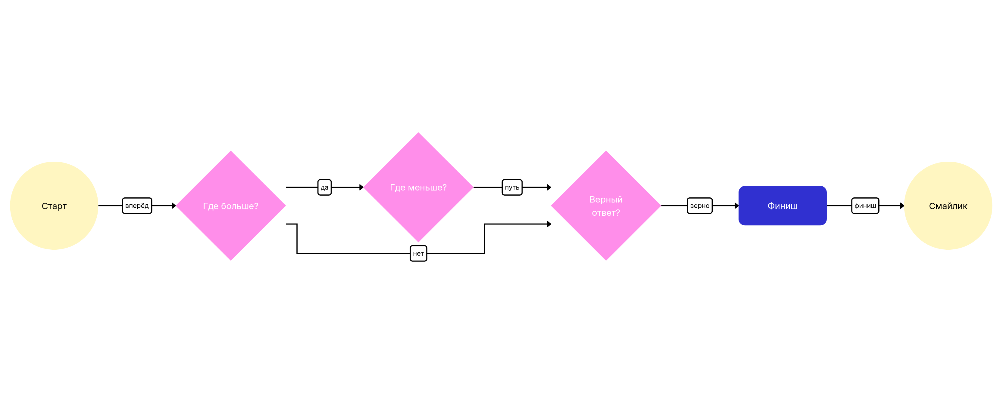 Старт
вперёд
Где больше?
да
Где меньше?
путь
нет
Верный
ответ?
верно
Финиш
финиш
Смайлик